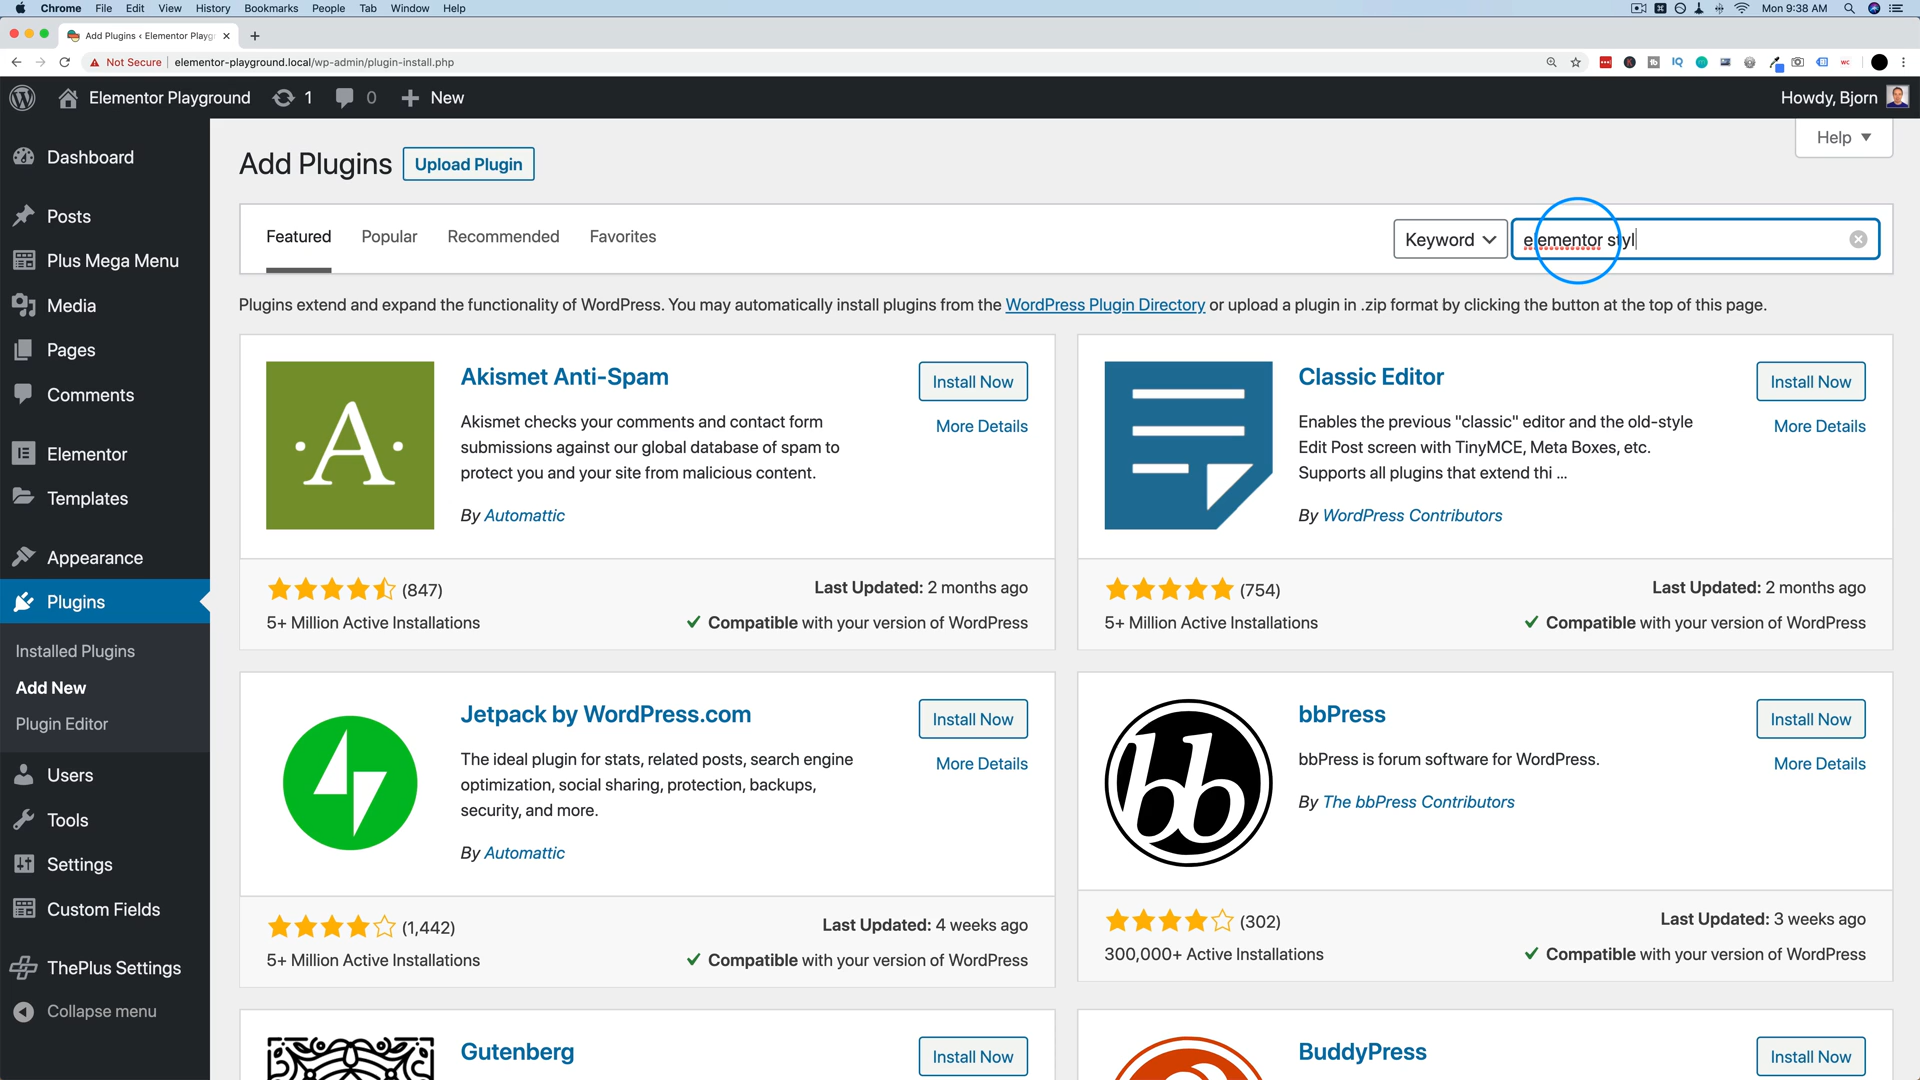 Chrome File Edit View History Bookmarks People Tab Window Help Mon 9:38 AM
Add Plugins ‹ Elementor Playgr
Not Secure elementor-playground.local/wp-admin/plugin-install.php
Elementor Playground 1 0 New Howdy, Bjorn
Help
Dashboard
Posts
Plus Mega Menu
Media
Pages
Comments
Elementor
Templates
Appearance
Plugins
Installed Plugins
Add New
Plugin Editor
Users
Tools
Settings
Custom Fields
ThePlus Settings
Collapse menu
Add Plugins Upload Plugin
Featured Popular Recommended Favorites Keyword elementor styl
Plugins extend and expand the functionality of WordPress. You may automatically install plugins from the WordPress Plugin Directory or upload a plugin in .zip format by clicking the button at the top of this page.
A
Akismet Anti-Spam
Install Now
More Details
Akismet checks your comments and contact form
submissions against our global database of spam to
protect you and your site from malicious content.
By Automattic
(847)
Last Updated: 2 months ago
5+ Million Active Installations
Compatible with your version of WordPress
Classic Editor
Install Now
More Details
Enables the previous "classic" editor and the old-style
Edit Post screen with TinyMCE, Meta Boxes, etc.
Supports all plugins that extend thi ...
By WordPress Contributors
(754)
Last Updated: 2 months ago
5+ Million Active Installations
Compatible with your version of WordPress
Jetpack by WordPress.com
Install Now
More Details
The ideal plugin for stats, related posts, search engine
optimization, social sharing, protection, backups,
security, and more.
By Automattic
(1,442)
Last Updated: 4 weeks ago
5+ Million Active Installations
Compatible with your version of WordPress
bb
bbPress
Install Now
More Details
bbPress is forum software for WordPress.
By The bbPress Contributors
(302)
Last Updated: 3 weeks ago
300,000+ Active Installations
Compatible with your version of WordPress
Gutenberg
Install Now
BuddyPress
Install Now